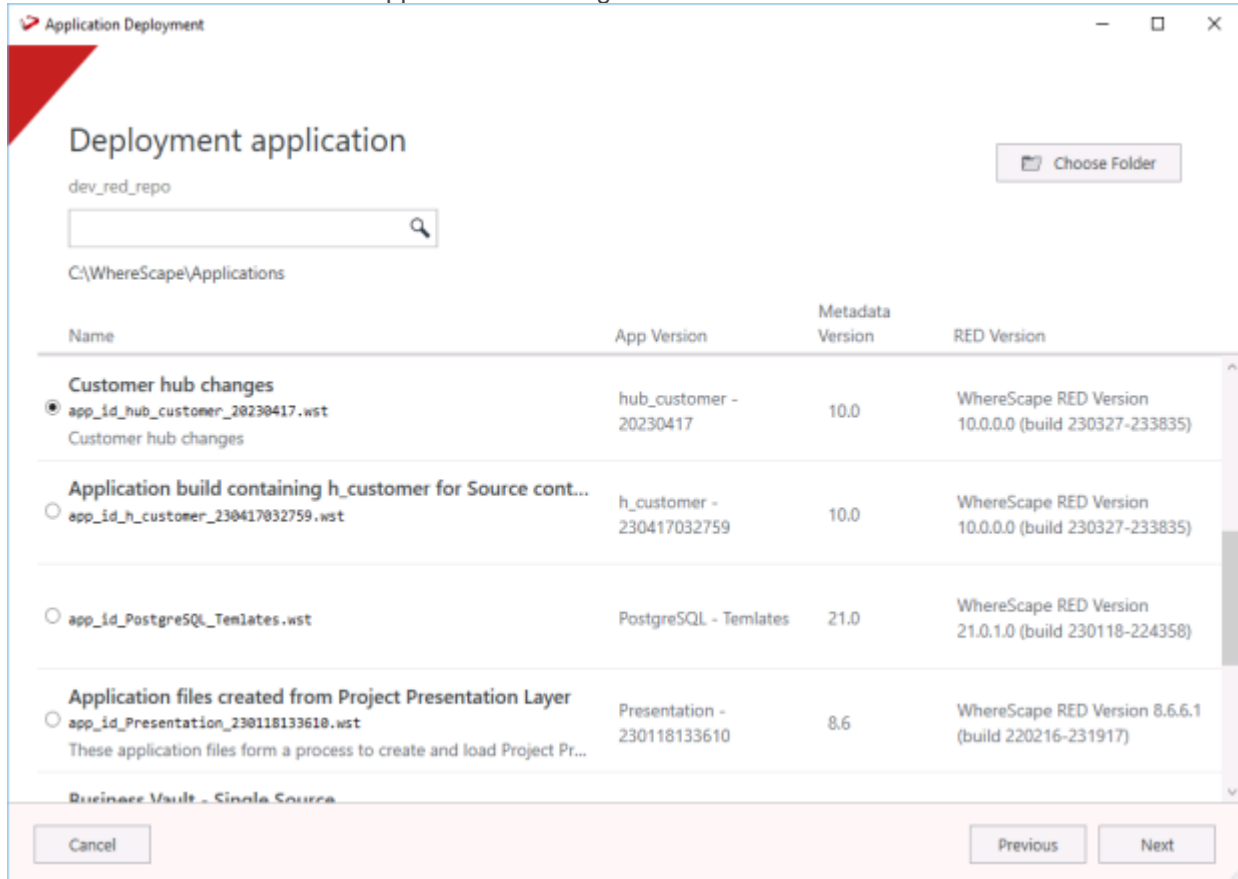 Application Deployment
Deployment application
Choose Folder
dev_red_repo
C:\WhereScape\Applications
Name
App Version
Metadata
Version
RED Version
Customer hub changes
app_id_hub_customer_20230417.wst
Customer hub changes
hub_customer -
20230417
10.0
WhereScape RED Version
10.0.0.0 (build 230327-233835)
Application build containing h_customer for Source cont...
app_id_h_customer_230417032759.wst
h_customer -
230417032759
10.0
WhereScape RED Version
10.0.0.0 (build 230327-233835)
app_id_PostgreSQL_Temlates.wst
PostgreSQL - Temlates
21.0
WhereScape RED Version
21.0.1.0 (build 230118-224358)
Application files created from Project Presentation Layer
app_id_Presentation_230118133610.wst
These application files form a process to create and load Project Pr...
Presentation -
230118133610
8.6
WhereScape RED Version 8.6.6.1
(build 220216-231917)
Business Vault - Single Source
Cancel
Previous
Next